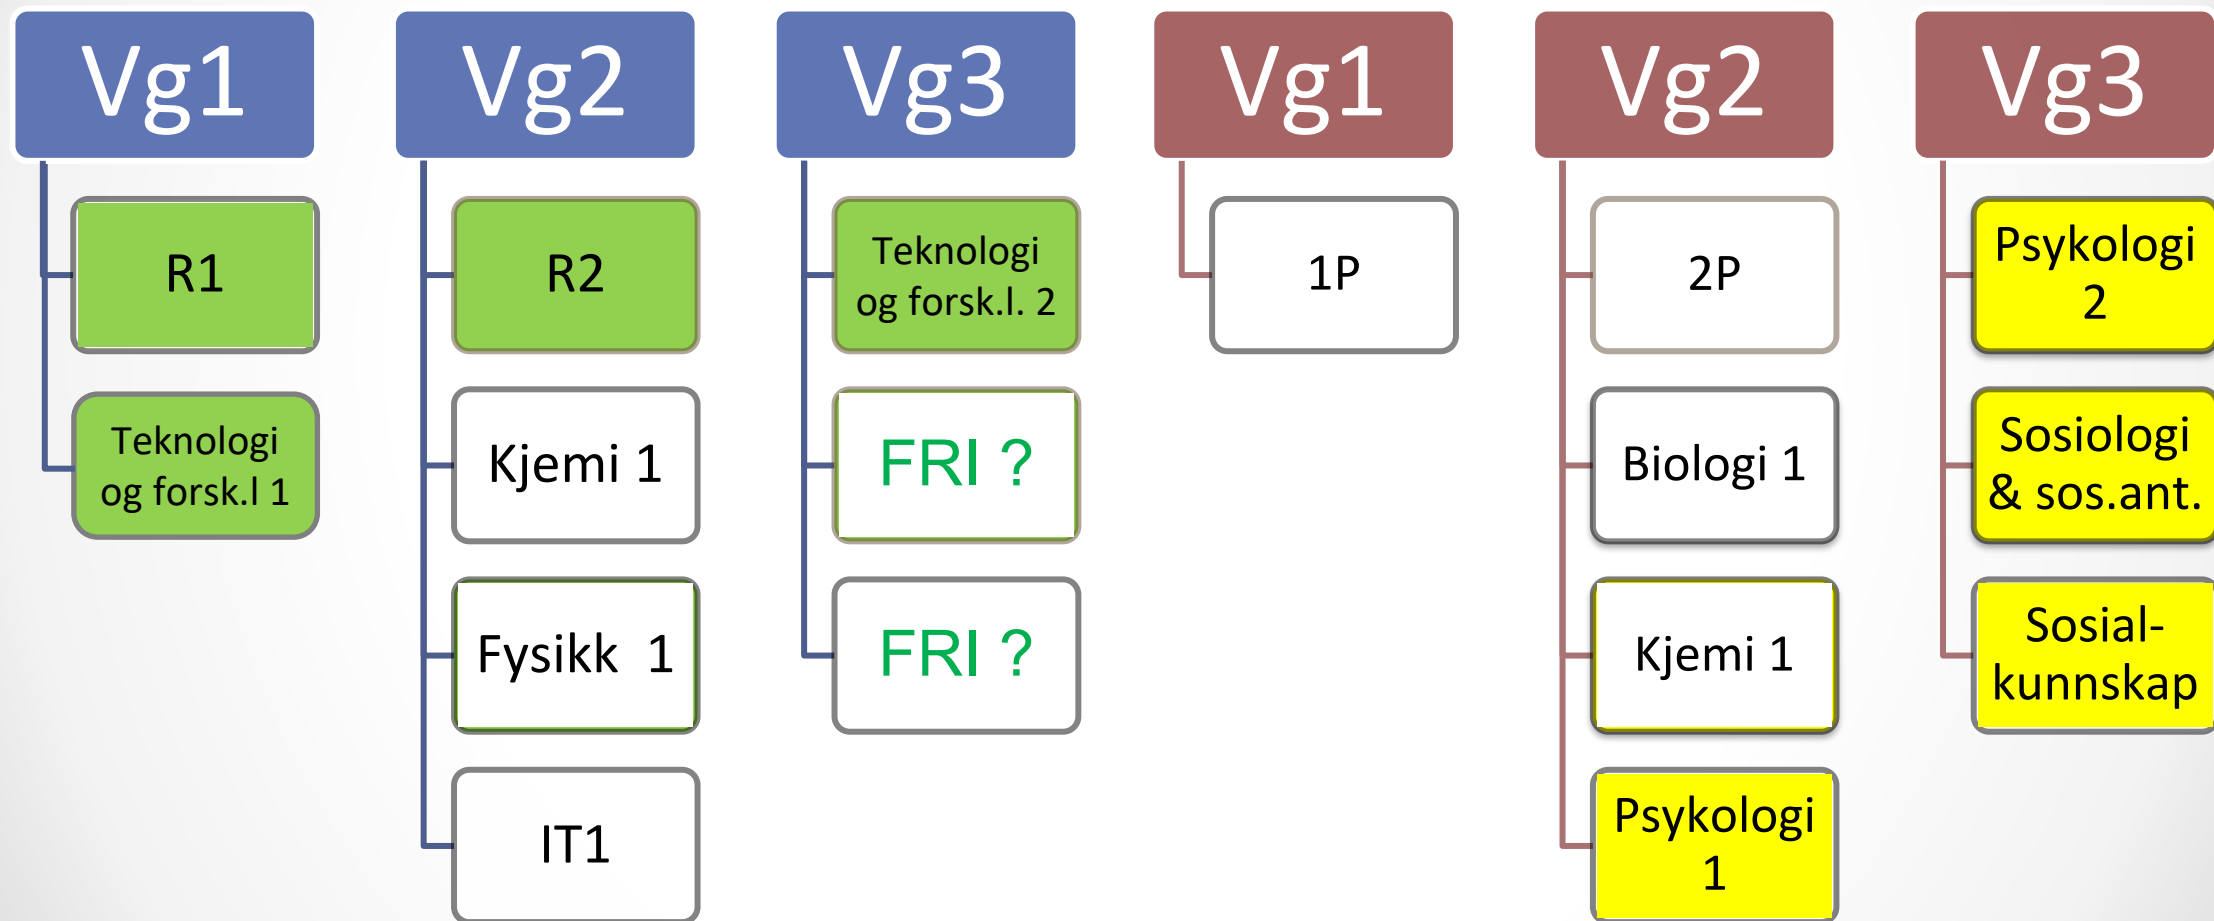 Vg1
R1
Teknologi
og forsk.l 1
Vg2
R2
Kjemi 1
Fysikk 1
IT1
Vg3
Teknologi
og forsk.l. 2
FRI ?
FRI ?
Vg1
1P
Vg2
2P
Biologi 1
Kjemi 1
Psykologi
1
Vg3
Psykologi
2
Sosiologi
& sos.ant.
Sosial-
kunnskap